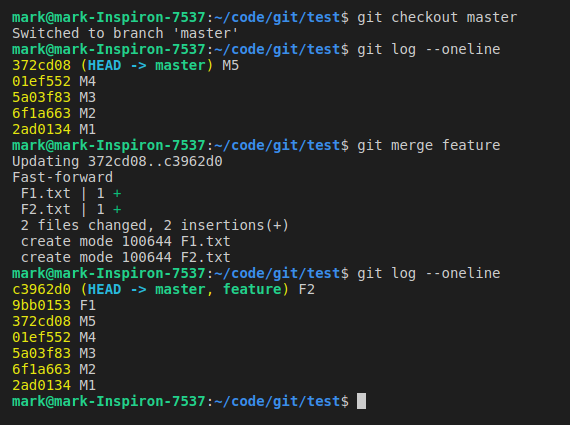 mark@mark-Inspiron-7537:~/code/git/test$ git checkout master
Switched to branch 'master'
mark@mark-Inspiron-7537:~/code/git/test$ git log --oneline
372cd08 (HEAD -> master) M5
01ef552 M4
5a03f83 M3
6f1a663 M2
2ad0134 M1
mark@mark-Inspiron-7537:~/code/git/test$ git merge feature
Updating 372cd08..c3962d0
Fast-forward
 F1.txt | 1 +
 F2.txt | 1 +
 2 files changed, 2 insertions(+)
 create mode 100644 F1.txt
 create mode 100644 F2.txt
mark@mark-Inspiron-7537:~/code/git/test$ git log --oneline
c3962d0 (HEAD -> master, feature) F2
9bb0153 F1
372cd08 M5
01ef552 M4
5a03f83 M3
6f1a663 M2
2ad0134 M1
mark@mark-Inspiron-7537:~/code/git/test$